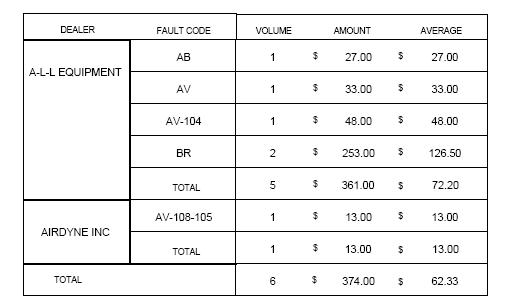 DEALER FAULT CODE VOLUME AMOUNT AVERAGE
A-L-L EQUIPMENT AB 1 $ 27.00 $ 27.00
AV 1 $ 33.00 $ 33.00
AV-104 1 $ 48.00 $ 48.00
BR 2 $ 253.00 $ 126.50
TOTAL 5 $ 361.00 $ 72.20
AIRDYNE INC AV-108-105 1 $ 13.00 $ 13.00
TOTAL 1 $ 13.00 $ 13.00
TOTAL 6 $ 374.00 $ 62.33